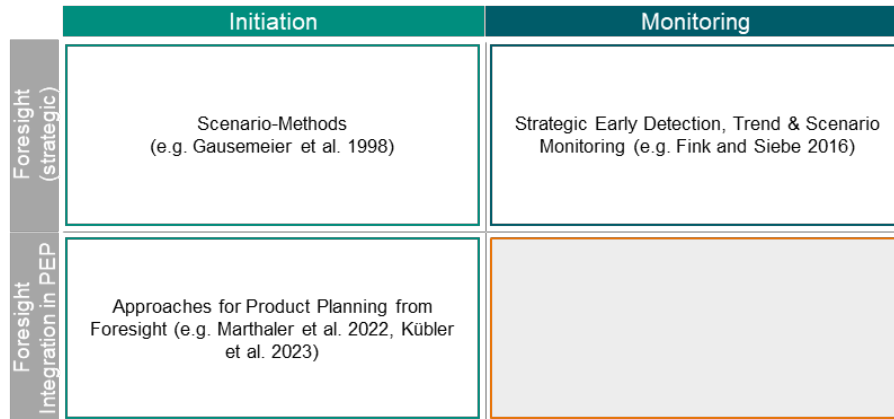 Initiation
Monitoring
Foresight
(strategic)
Scenario-Methods
(e.g. Gausemeier et al. 1998)
Strategic Early Detection, Trend & Scenario
Monitoring (e.g. Fink and Siebe 2016)
Foresight
Integration in PEP
Approaches for Product Planning from
Foresight (e.g. Marthaler et al. 2022, Kübler
et al. 2023)